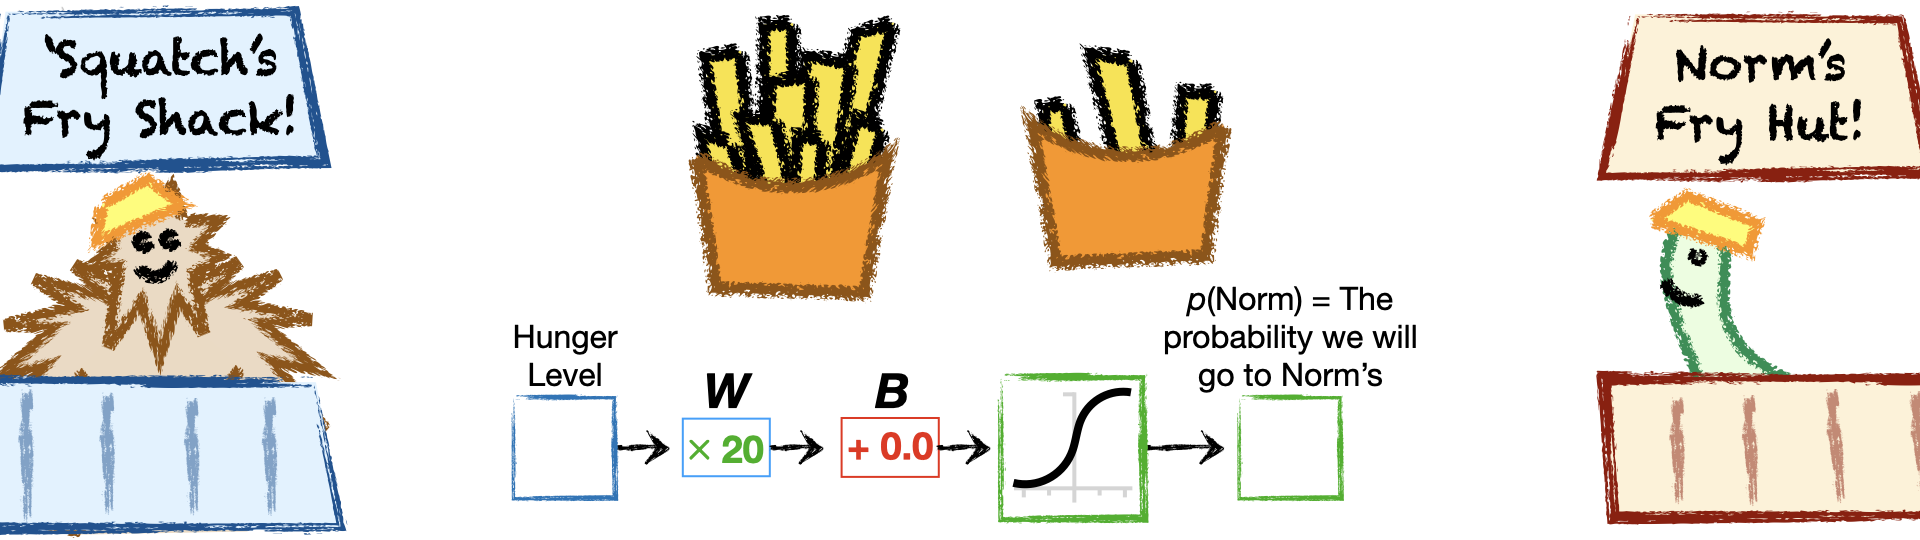 'Squatch's
Fry Shack!
Norm's
Fry Hut!
p(Norm) = The
probability we will
go to Norm's
Hunger
Level
W
B
× 20
+ 0.0